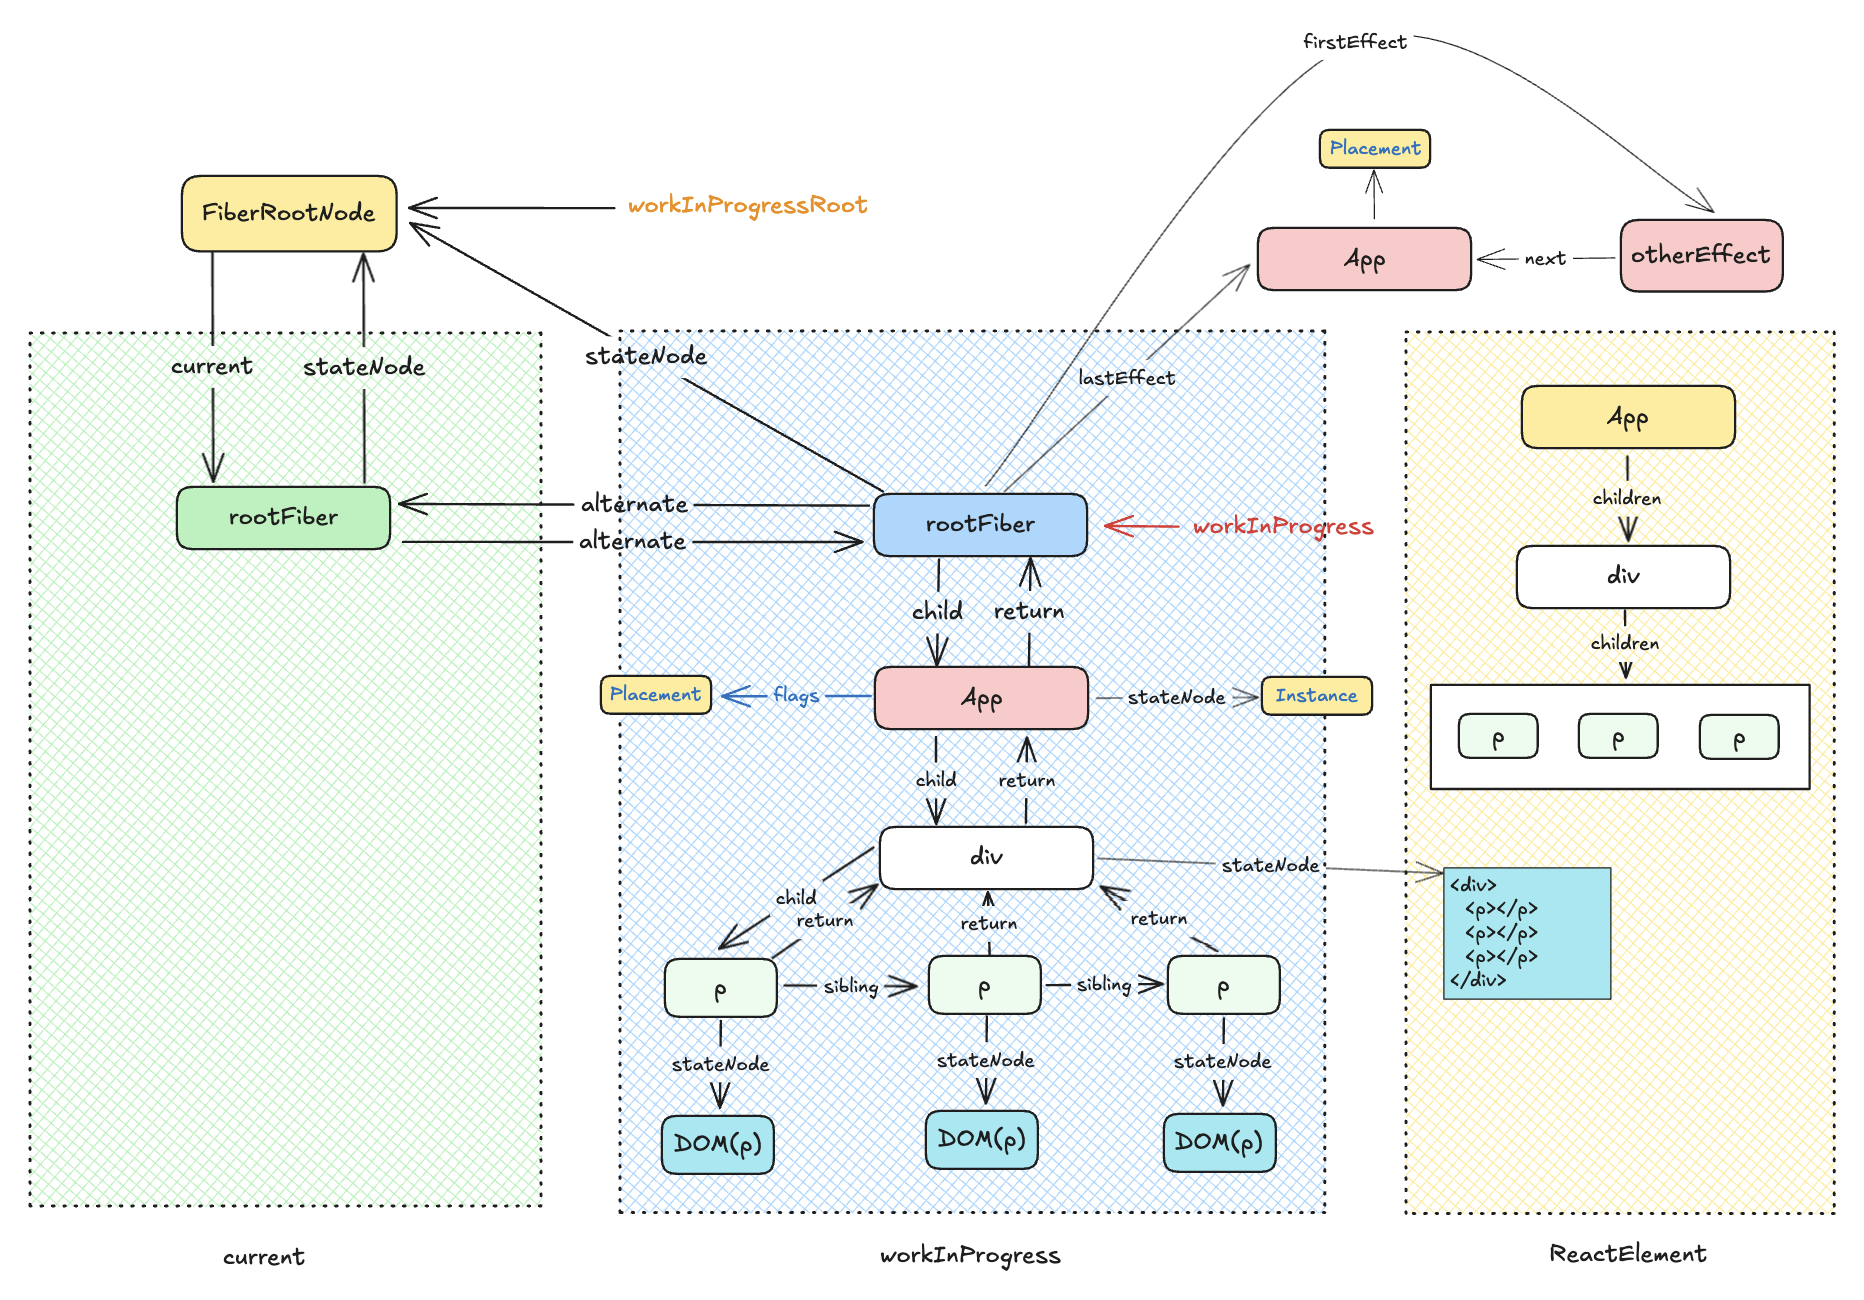 firstEffect
Placement
FiberRootNode
workInProgressRoot
App
next
otherEffect
current
stateNode
stateNode
lastEffect
App
children
rootFiber
alternate
alternate
rootFiber
workInProgress
div
child
return
children
Placement
flags
App
stateNode
Instance
p
p
p
child
return
div
stateNode
<div>
<p></p>
<p></p>
<p></p>
</div>
child
return
return
return
p
sibling
p
sibling
p
stateNode
stateNode
stateNode
DOM(p)
DOM(p)
DOM(p)
current
workInProgress
ReactElement